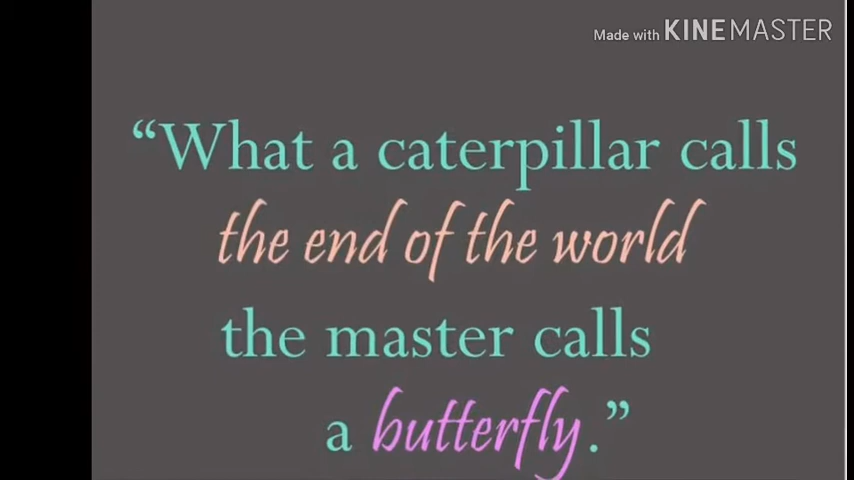 Made with KINEMASTER
“What a caterpillar calls
the end of the world
the master calls
a butterfly.”